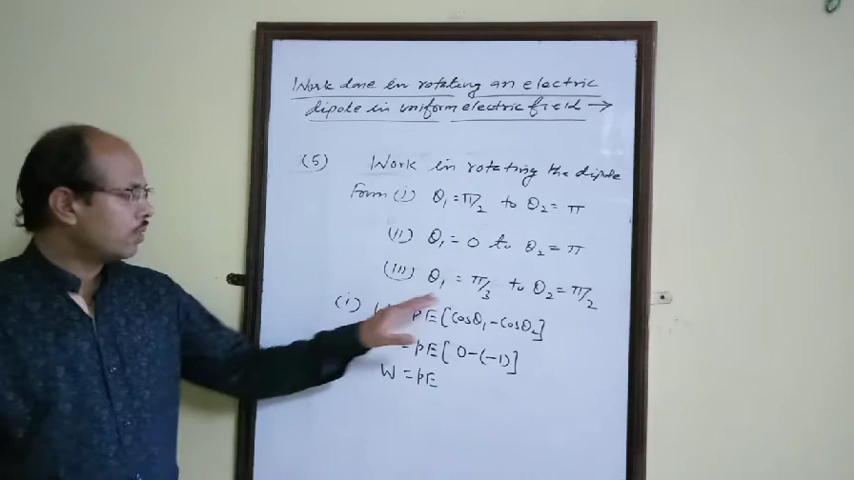 Work done in rotating an electric
dipole in uniform electric field →
(5) Work in rotating the dipole
Form (i) θ₁ = π/2 to θ₂ = π
(ii) θ₁ = 0 to θ₂ = π
(iii) θ₁ = π/3 to θ₂ = π/2
(i) pE[cosθ₁ - cosθ₂]
= pE[0-(-1)]
W = pE